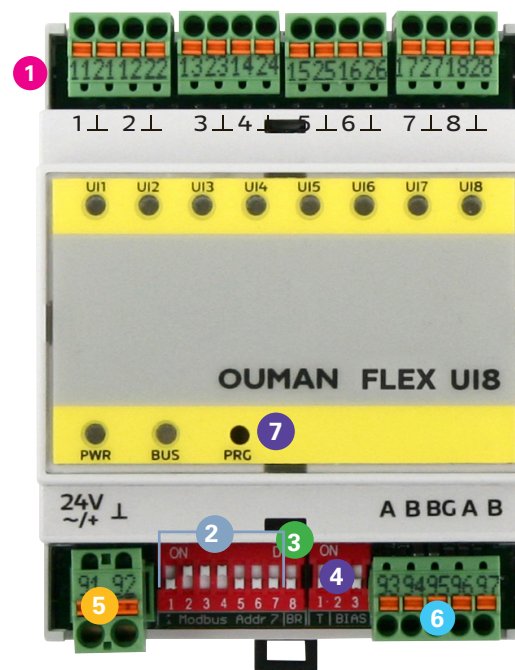 11 21 12 22 13 23 14 24 15 25 16 26 17 27 18 28
1
1 ⊥ 2 ⊥ 3 ⊥ 4 ⊥ 5 ⊥ 6 ⊥ 7 ⊥ 8 ⊥
UI1 UI2 UI3 UI4 UI5 UI6 UI7 UI8
OUMAN FLEX UI8
7
PWR BUS PRG
24V ⊥ A B BG A B
~/+
2 3
ON ON
4
91 92 93 94 95 96 97
5 6
1 2 3 4 5 6 7 8 1 2 3
Modbus Addr 7 BR T BIAS